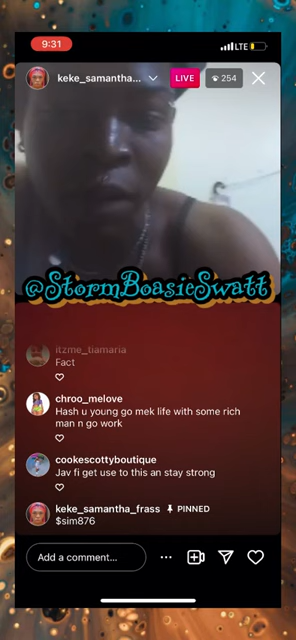 9:31
LTE
keke_samantha...
LIVE
254
@StormBoasieSwatt
itzme_tiamaria
Fact
chroo_melove
Hash u young go mek life with some rich
man n go work
cookescottyboutique
Jav fi get use to this an stay strong
keke_samantha_frass PINNED
$sim876
Add a comment...